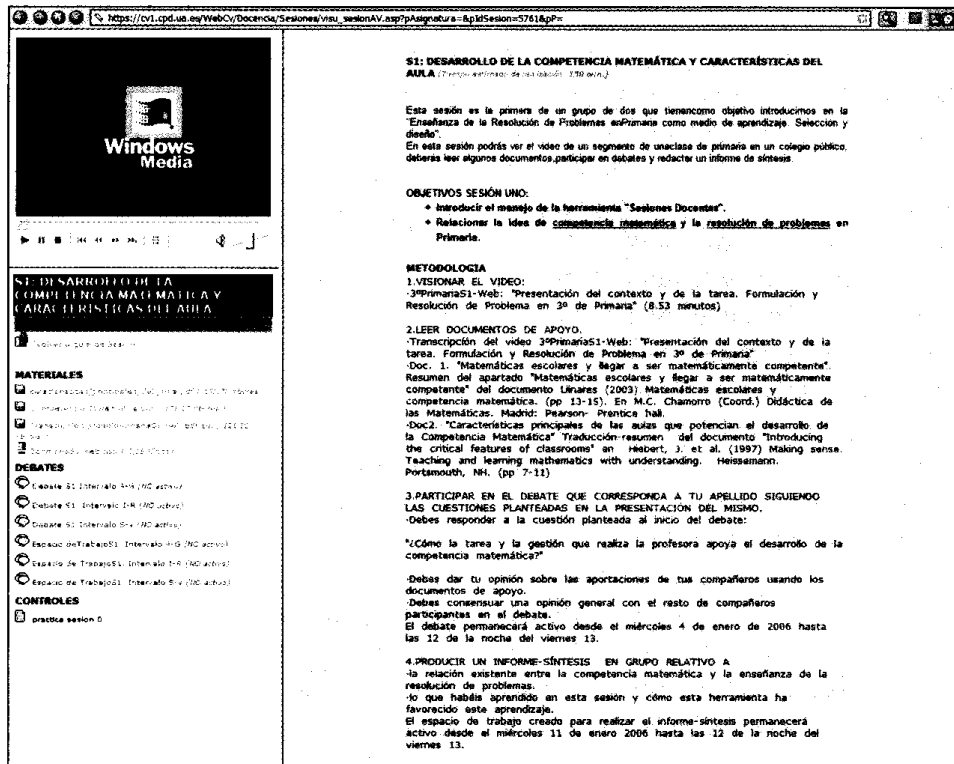 https://cv1.cpd.ua.es/WebCv/Docencia/Sesiones/visu_sesionAV.asp?pAsignatura=&pIdSesion=5761&pP=
Windows
Media
S1: DESARROLLO DE LA
COMPETENCIA MATEMATICA Y
CARACTERISTICAS DEL AULA
MATERIALES
DEBATES
Debate S1 Intervalo A-G (NO activo)
Debate S1. Intervalo I-R (NO activo)
Debate S1 Intervalo S-v (NO activo)
Espacio deTrabajoS1. Intervalo A-G (NO activo)
Espacio de TrabajoS1. Intervalo I-R (NO activo)
Espacio de TrabajoS1. Intervalo S-v (NO activo)
CONTROLES
practica sesion 0
S1: DESARROLLO DE LA COMPETENCIA MATEMÁTICA Y CARACTERÍSTICAS DEL
AULA
Esta sesión es la primera de un grupo de dos que tienencomo objetivo introducirnos en la
"Enseñanza de la Resolución de Problemas enPrimaria como medio de aprendizaje. Selección y
diseño".
En esta sesión podrás ver el video de un segmento de unaclase de primaria en un colegio público,
deberás leer algunos documentos,participar en debates y redactar un informe de síntesis.
OBJETIVOS SESIÓN UNO:
Introducir el manejo de la herramienta "Sesiones Docentes".
Relacionar la idea de competencia matemática y la resolución de problemas en
Primaria.
METODOLOGIA
1.VISIONAR EL VIDEO:
·3ºPrimariaS1-Web: "Presentación del contexto y de la tarea. Formulación y
Resolución de Problema en 3º de Primaria" (8.53 minutos)
2.LEER DOCUMENTOS DE APOYO.
·Transcripción del video 3ºPrimariaS1-Web: "Presentación del contexto y de la
tarea. Formulación y Resolución de Problema en 3º de Primaria"
·Doc. 1. "Matemáticas escolares y llegar a ser matemáticamente competente".
Resumen del apartado "Matemáticas escolares y llegar a ser matemáticamente
competente" del documento Llinares (2003) Matemáticas escolares y
competencia matemática. (pp 13-15). En M.C. Chamorro (Coord.) Didáctica de
las Matemáticas. Madrid: Pearson- Prentice hall.
·Doc2. "Características principales de las aulas que potencian el desarrollo de
la Competencia Matemática" Traducción-resumen del documento "Introducing
the critical features of classrooms" en Hiebert, J. et al. (1997) Making sense.
Teaching and learning mathematics with understanding. Heissemann.
Portsmouth, NH. (pp 7-12)
3.PARTICIPAR EN EL DEBATE QUE CORRESPONDA A TU APELLIDO SIGUIENDO
LAS CUESTIONES PLANTEADAS EN LA PRESENTACIÓN DEL MISMO.
·Debes responder a la cuestión planteada al inicio del debate:
"¿Cómo la tarea y la gestión que realiza la profesora apoya el desarrollo de la
competencia matemática?"
·Debes dar tu opinión sobre las aportaciones de tus compañeros usando los
documentos de apoyo.
·Debes consensuar una opinión general con el resto de compañeros
participantes en el debate.
El debate permanecerá activo desde el miércoles 4 de enero de 2006 hasta
las 12 de la noche del viernes 13.
4.PRODUCIR UN INFORME-SÍNTESIS EN GRUPO RELATIVO A
·la relación existente entre la competencia matemática y la enseñanza de la
resolución de problemas.
·lo que habéis aprendido en esta sesión y cómo esta herramienta ha
favorecido este aprendizaje.
El espacio de trabajo creado para realizar el informe-síntesis permanecerá
activo desde el miércoles 11 de enero 2006 hasta las 12 de la noche del
viernes 13.